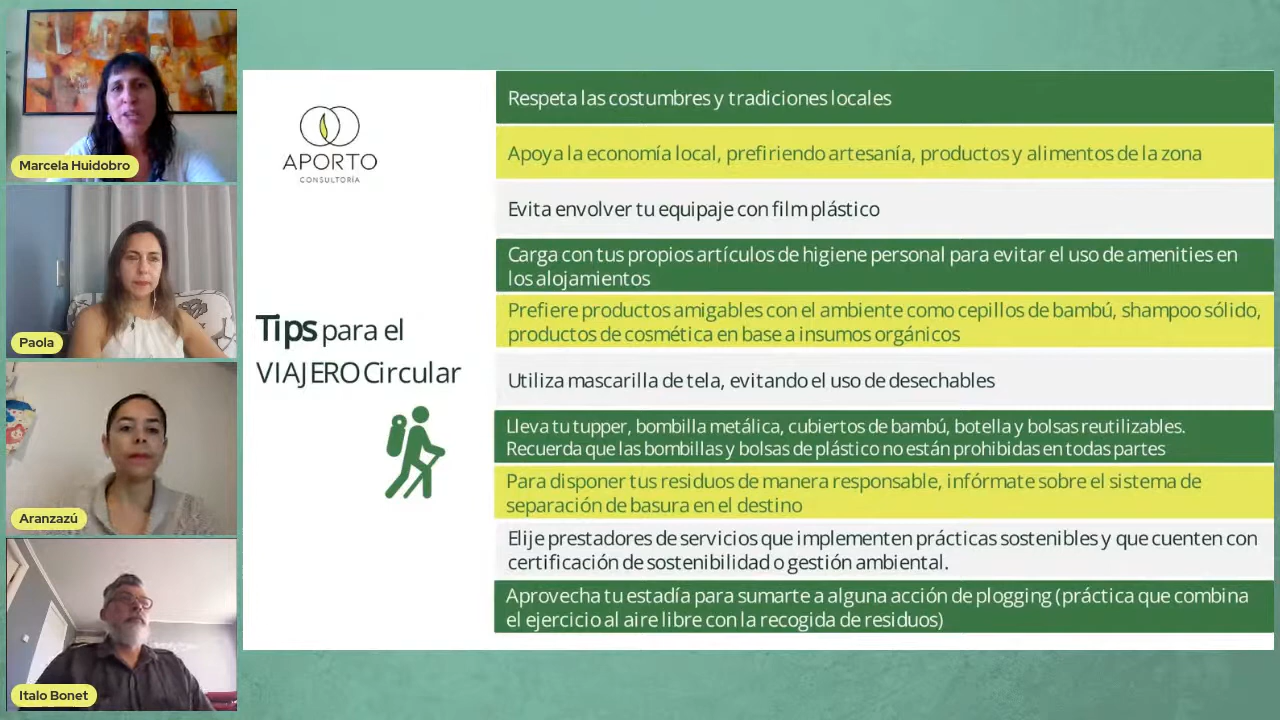 Marcela Huidobro
Paola
Aranzazú
Italo Bonet
APORTO
CONSULTORÍA
Tips para el
VIAJERO Circular
Respeta las costumbres y tradiciones locales
Apoya la economía local, prefiriendo artesanía, productos y alimentos de la zona
Evita envolver tu equipaje con film plástico
Carga con tus propios artículos de higiene personal para evitar el uso de amenities en
los alojamientos
Prefiere productos amigables con el ambiente como cepillos de bambú, shampoo sólido,
productos de cosmética en base a insumos orgánicos
Utiliza mascarilla de tela, evitando el uso de desechables
Lleva tu tupper, bombilla metálica, cubiertos de bambú, botella y bolsas reutilizables.
Recuerda que las bombillas y bolsas de plástico no están prohibidas en todas partes
Para disponer tus residuos de manera responsable, infórmate sobre el sistema de
separación de basura en el destino
Elije prestadores de servicios que implementen prácticas sostenibles y que cuenten con
certificación de sostenibilidad o gestión ambiental.
Aprovecha tu estadía para sumarte a alguna acción de plogging (práctica que combina
el ejercicio al aire libre con la recogida de residuos)